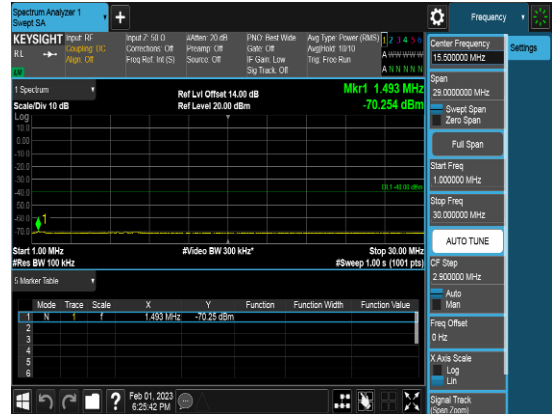 Spectrum Analyzer 1
Swept SA
+
Frequency
KEYSIGHT
RL
Input: RF
Coupling: DC
Align: Off
Input Z: 50 Ω
Corrections: Off
Freq Ref: Int (S)
#Atten: 20 dB
Preamp: Off
Source: Off
PNO: Best Wide
Gate: Off
IF Gain: Low
Sig Track: Off
Avg Type: Power (RMS)
Avg|Hold: 10/10
Trig: Free Run
1 2 3 4 5 6
A W W W W W
A N N N N N
LNI
1 Spectrum
Scale/Div 10 dB
Ref Lvl Offset 14.00 dB
Ref Level 20.00 dBm
Mkr1 1.493 MHz
-70.254 dBm
Log
10.0
0.00
-10.0
-20.0
-30.0
-40.0
-50.0
-60.0
-70.0
DL1 -40.00 dBm
1
Start 1.00 MHz
#Res BW 100 kHz
#Video BW 300 kHz*
Stop 30.00 MHz
#Sweep 1.00 s (1001 pts)
5 Marker Table
Mode Trace Scale X Y Function Function Width Function Value
1 N 1 f 1.493 MHz -70.25 dBm
2
3
4
5
6
Feb 01, 2023
6:25:42 PM
Center Frequency
15.500000 MHz
Settings
Span
29.0000000 MHz
Swept Span
Zero Span
Full Span
Start Freq
1.000000 MHz
Stop Freq
30.000000 MHz
AUTO TUNE
CF Step
2.900000 MHz
Auto
Man
Freq Offset
0 Hz
X Axis Scale
Log
Lin
Signal Track
(Span Zoom)